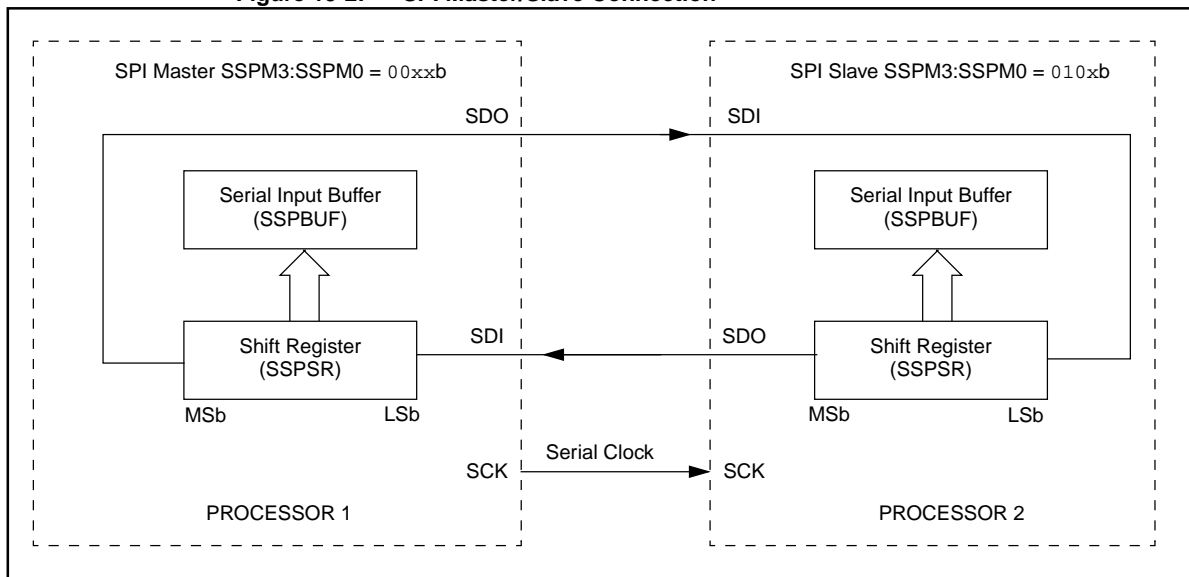 SPI Master SSPM3:SSPM0 = 00xxb
SDO
Serial Input Buffer
(SSPBUF)
Shift Register
(SSPSR)
MSb
LSb
SDI
SCK
PROCESSOR 1
Serial Clock
SPI Slave SSPM3:SSPM0 = 010xb
SDI
Serial Input Buffer
(SSPBUF)
SDO
Shift Register
(SSPSR)
MSb
LSb
SCK
PROCESSOR 2